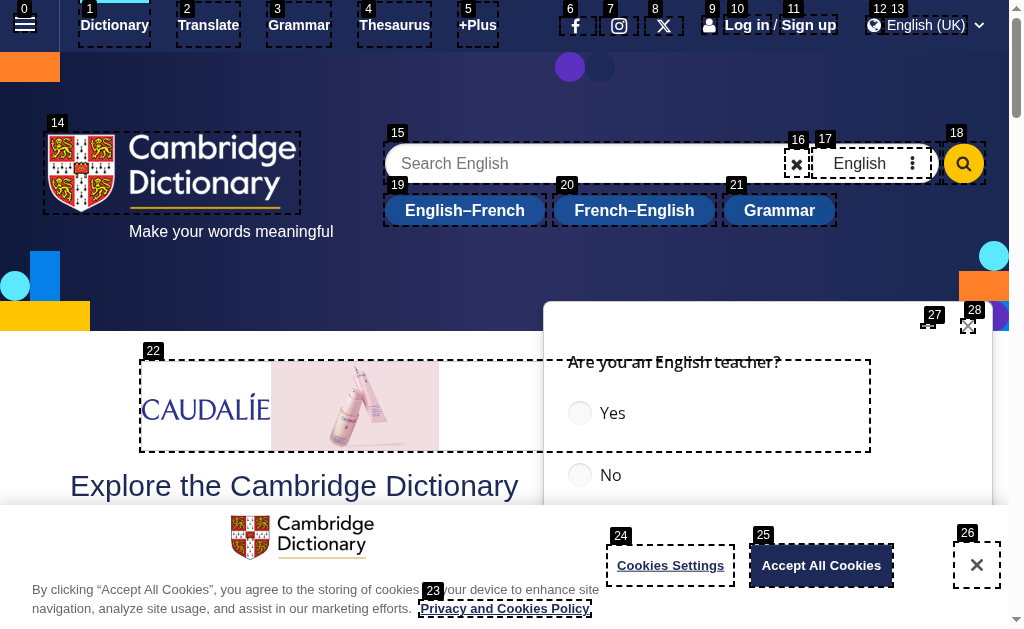 0 1 2 3 4 5 6 7 8 9 10 11 12 13
Dictionary Translate Grammar Thesaurus +Plus Log in / Sign up English (UK)
14 15 16 17 18
Cambridge
Dictionary
Make your words meaningful
Search English English
19 20 21
English–French French–English Grammar
27 28
22
Are you an English teacher?
CAUDALÍE
Yes
No
Explore the Cambridge Dictionary
Cambridge
Dictionary
24 25 26
Cookies Settings Accept All Cookies
By clicking “Accept All Cookies”, you agree to the storing of cookies 23 your device to enhance site
navigation, analyze site usage, and assist in our marketing efforts. Privacy and Cookies Policy